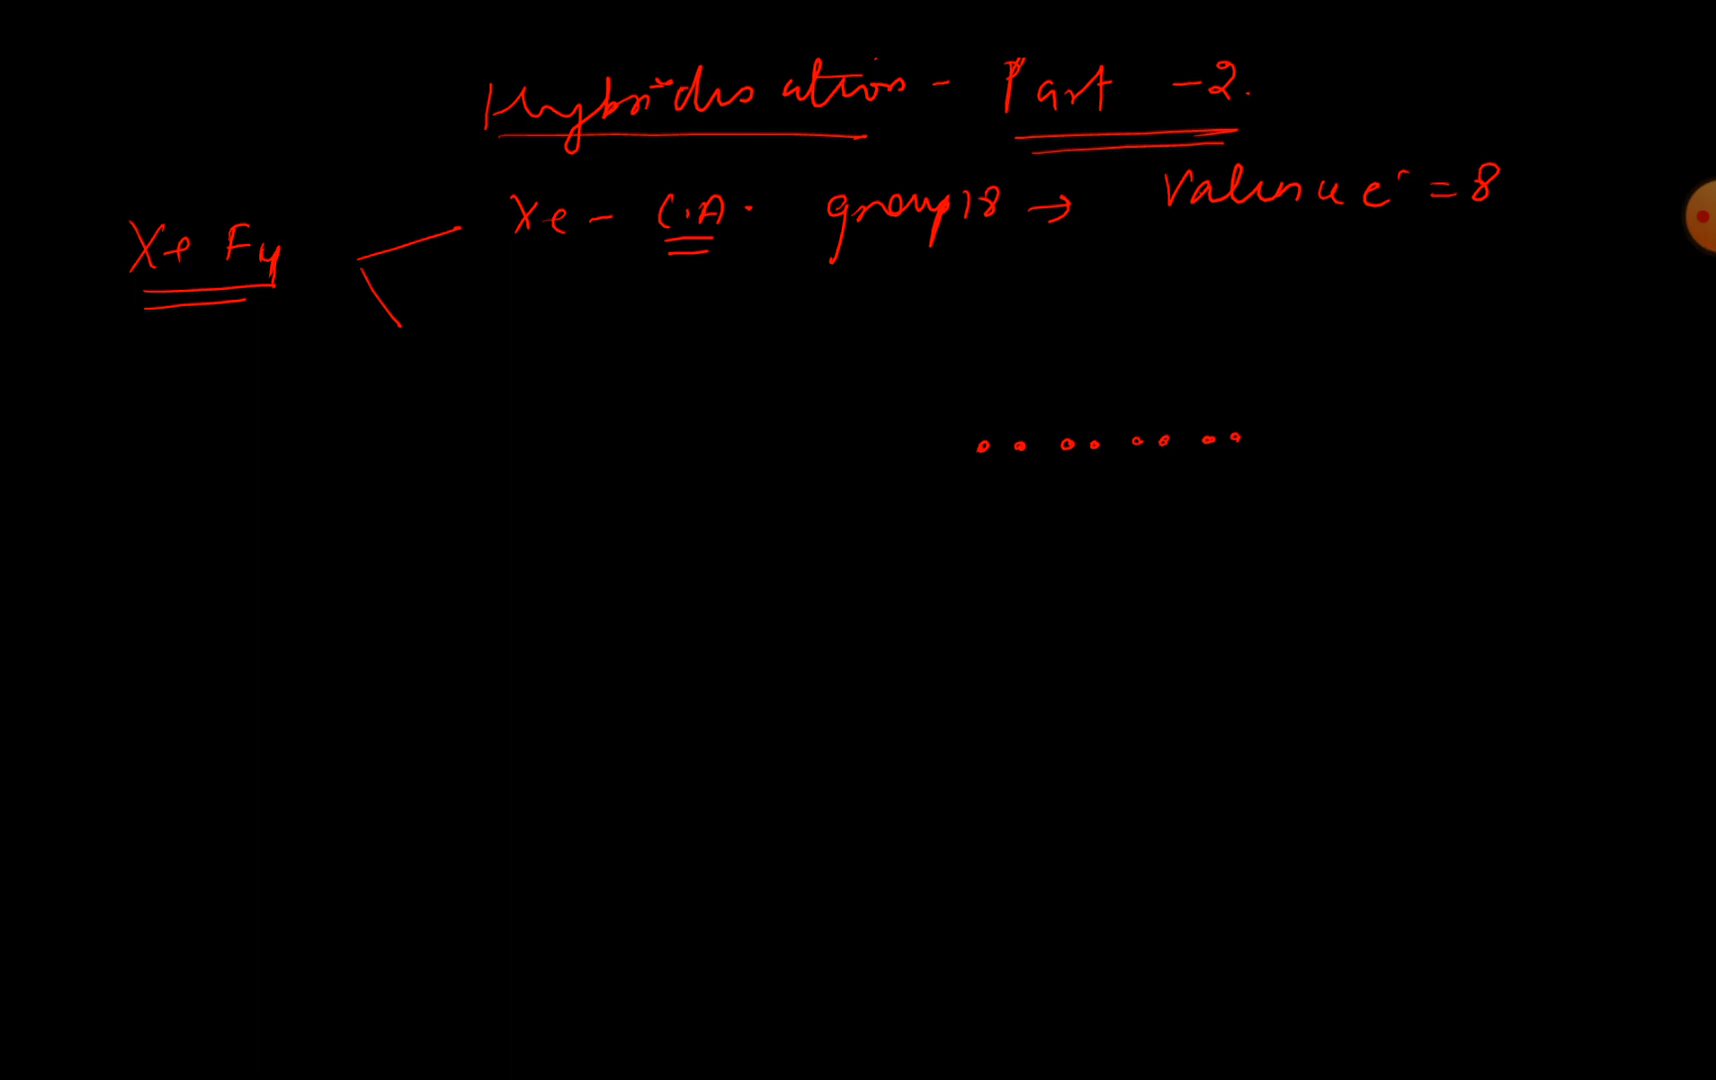 Hybridisation - Part - 2.
Xe - C.A. group 18 → Valence e⁻ = 8
XeF4